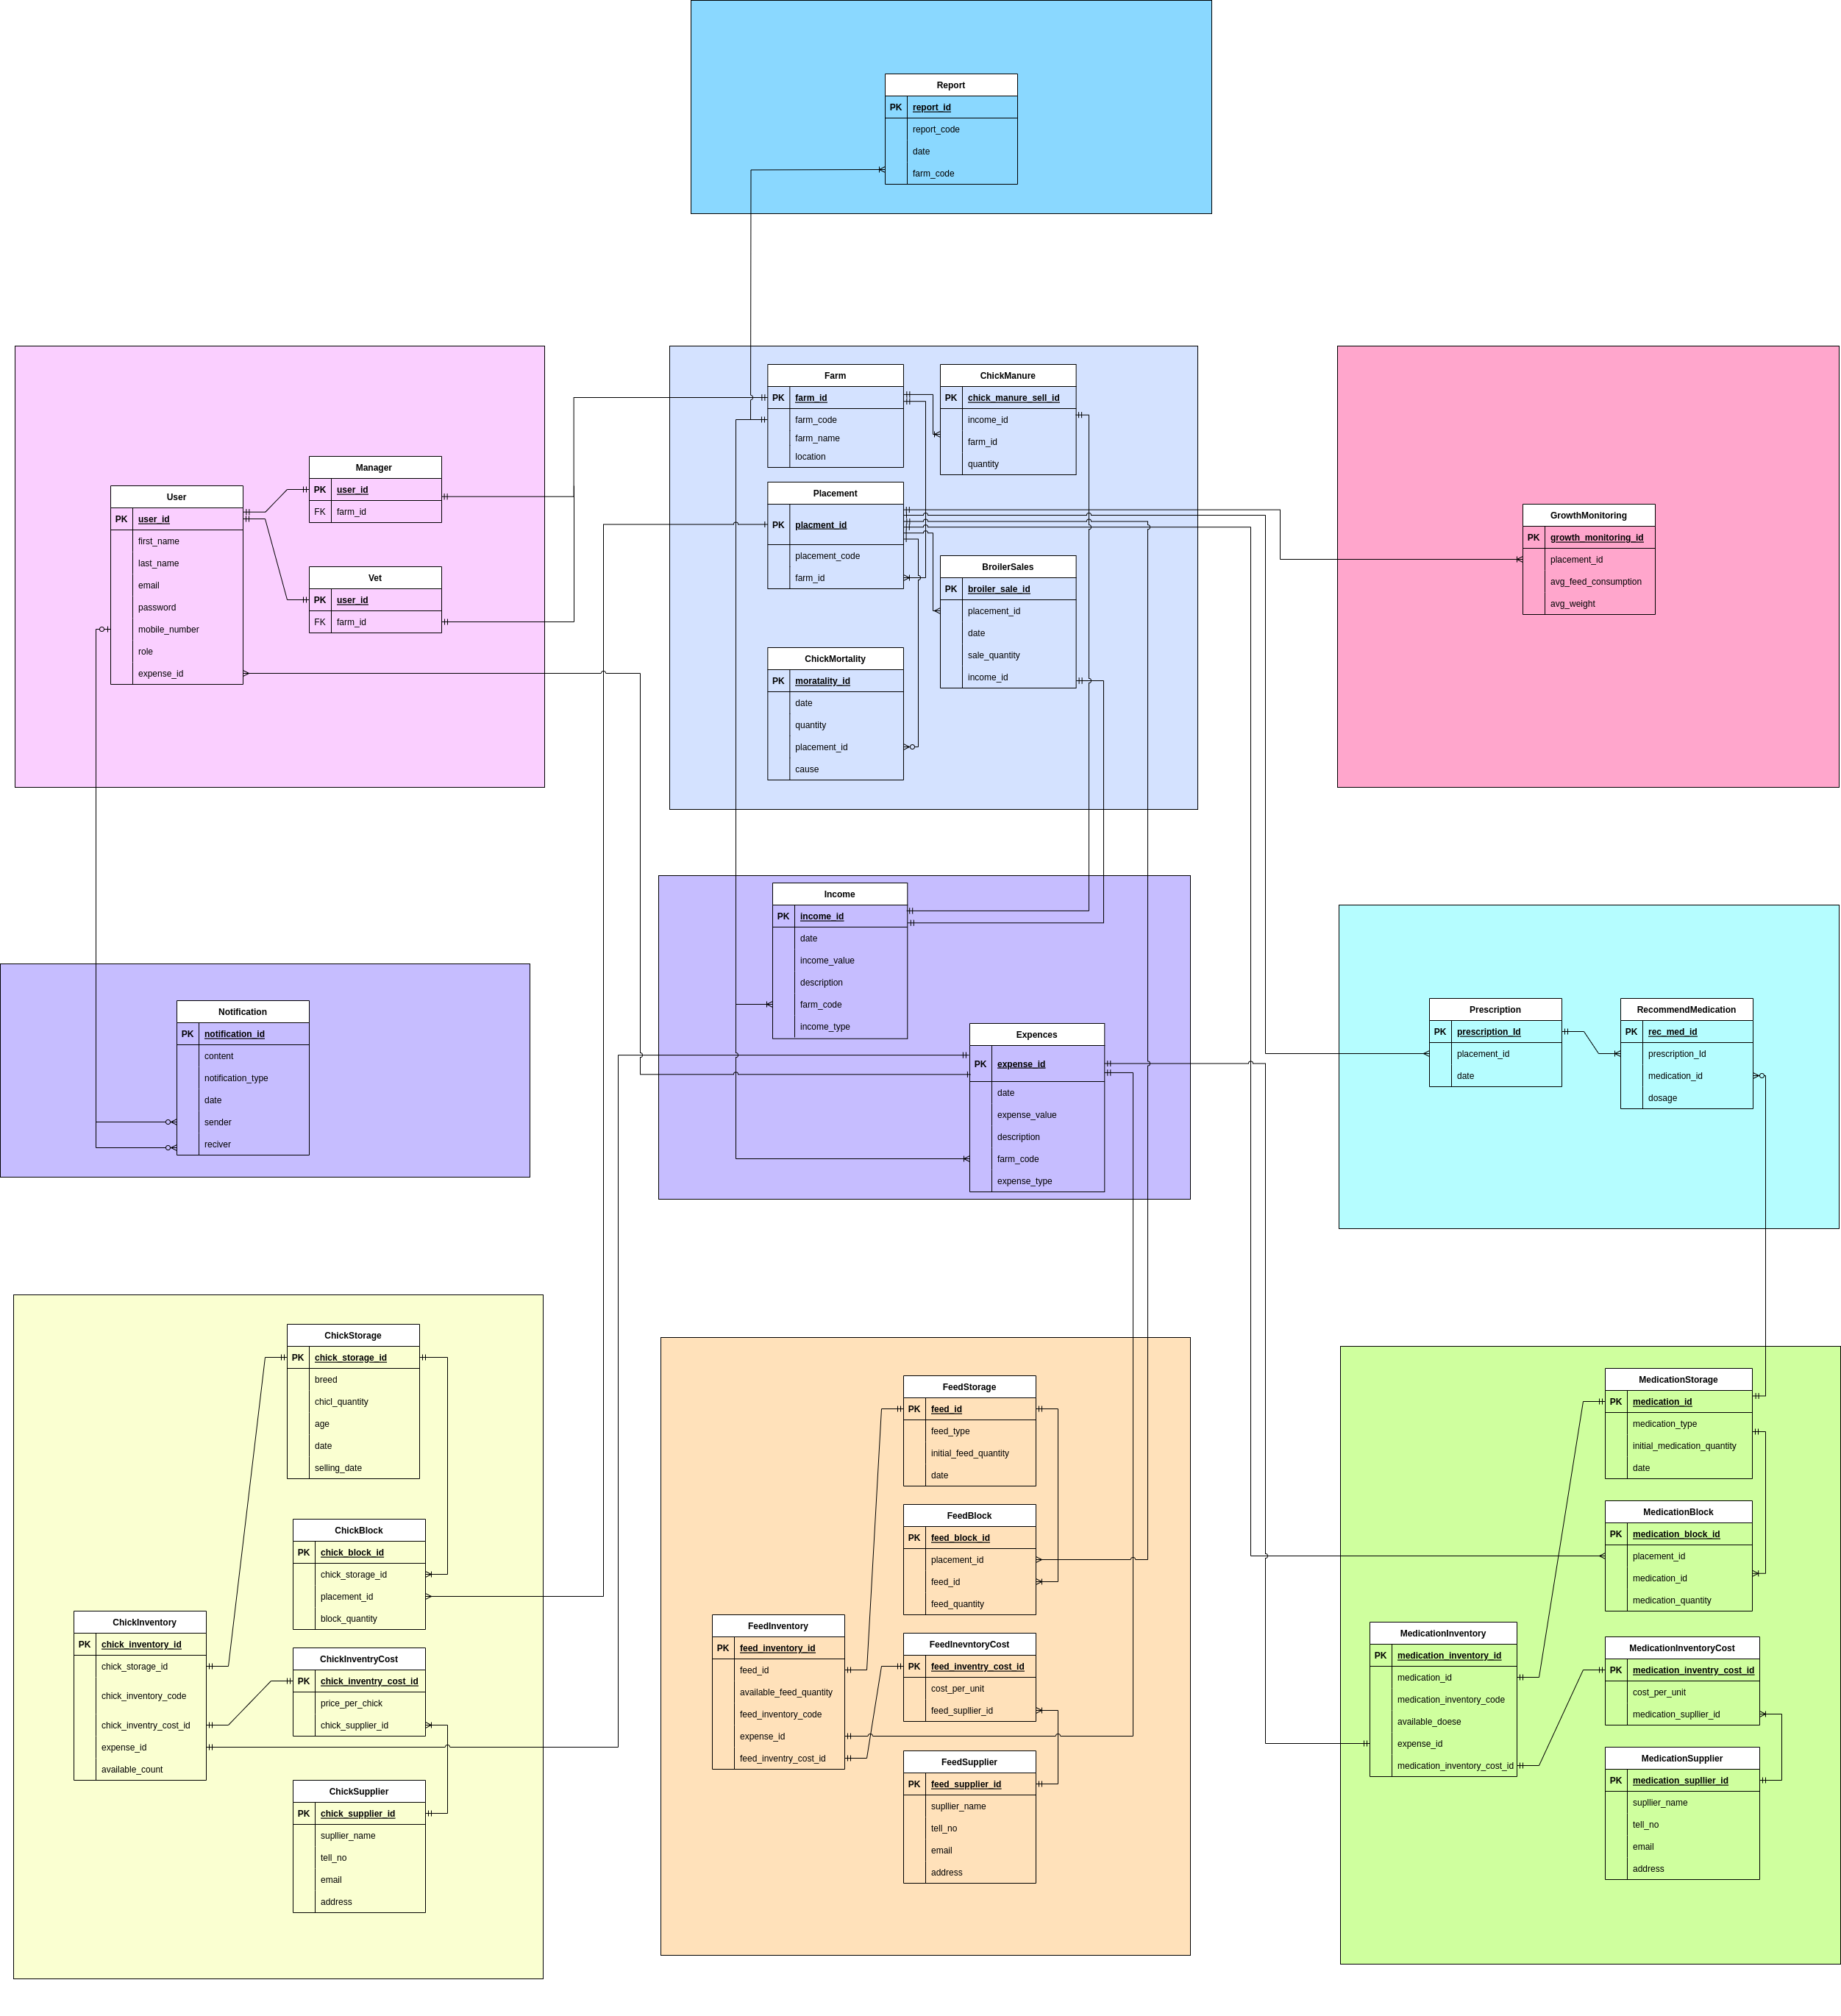 Report
PK report_id
report_code
date
farm_code
User
PK user_id
first_name
last_name
email
password
mobile_number
role
expense_id
Manager
PK user_id
FK farm_id
Vet
PK user_id
FK farm_id
Farm
PK farm_id
farm_code
farm_name
location
ChickManure
PK chick_manure_sell_id
income_id
farm_id
quantity
Placement
PK placment_id
placement_code
farm_id
BroilerSales
PK broiler_sale_id
placement_id
date
sale_quantity
income_id
ChickMortality
PK moratality_id
date
quantity
placement_id
cause
GrowthMonitoring
PK growth_monitoring_id
placement_id
avg_feed_consumption
avg_weight
Notification
PK notification_id
content
notification_type
date
sender
reciver
Income
PK income_id
date
income_value
description
farm_code
income_type
Expences
PK expense_id
date
expense_value
description
farm_code
expense_type
Prescription
PK prescription_Id
placement_id
date
RecommendMedication
PK rec_med_id
prescription_Id
medication_id
dosage
ChickStorage
PK chick_storage_id
breed
chicl_quantity
age
date
selling_date
ChickBlock
PK chick_block_id
chick_storage_id
placement_id
block_quantity
ChickInventory
PK chick_inventory_id
chick_storage_id
chick_inventory_code
chick_inventry_cost_id
expense_id
available_count
ChickInventryCost
PK chick_inventry_cost_id
price_per_chick
chick_supplier_id
ChickSupplier
PK chick_supplier_id
supllier_name
tell_no
email
address
FeedStorage
PK feed_id
feed_type
initial_feed_quantity
date
FeedBlock
PK feed_block_id
placement_id
feed_id
feed_quantity
FeedInventory
PK feed_inventory_id
feed_id
available_feed_quantity
feed_inventory_code
expense_id
feed_inventry_cost_id
FeedInevntoryCost
PK feed_inventry_cost_id
cost_per_unit
feed_supllier_id
FeedSupplier
PK feed_supplier_id
supllier_name
tell_no
email
address
MedicationStorage
PK medication_id
medication_type
initial_medication_quantity
date
MedicationBlock
PK medication_block_id
placement_id
medication_id
medication_quantity
MedicationInventory
PK medication_inventory_id
medication_id
medication_inventory_code
available_doese
expense_id
medication_inventory_cost_id
MedicationInventoryCost
PK medication_inventry_cost_id
cost_per_unit
medication_supllier_id
MedicationSupplier
PK medication_supllier_id
supllier_name
tell_no
email
address